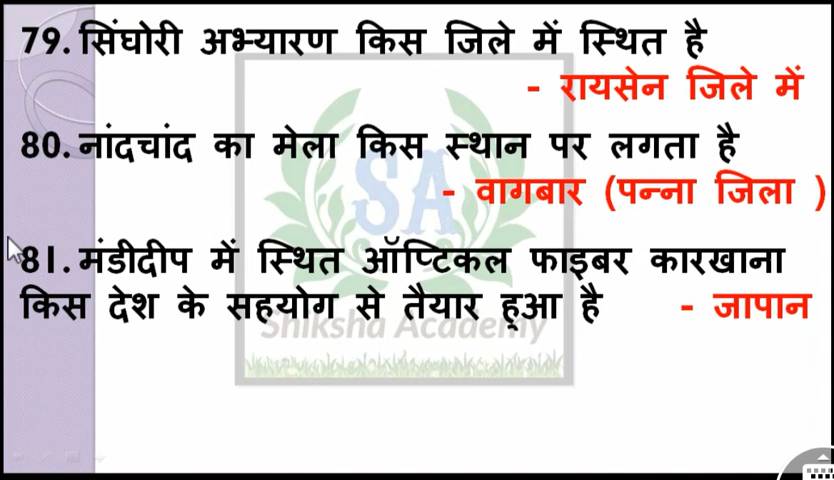 79. सिंघोरी अभ्यारण किस जिले में स्थित है
- रायसेन जिले में
80. नांदचांद का मेला किस स्थान पर लगता है
- वागबार (पन्ना जिला )
81. मंडीदीप में स्थित ऑप्टिकल फाइबर कारखाना
किस देश के सहयोग से तैयार हुआ है - जापान
SA
Shiksha Academy